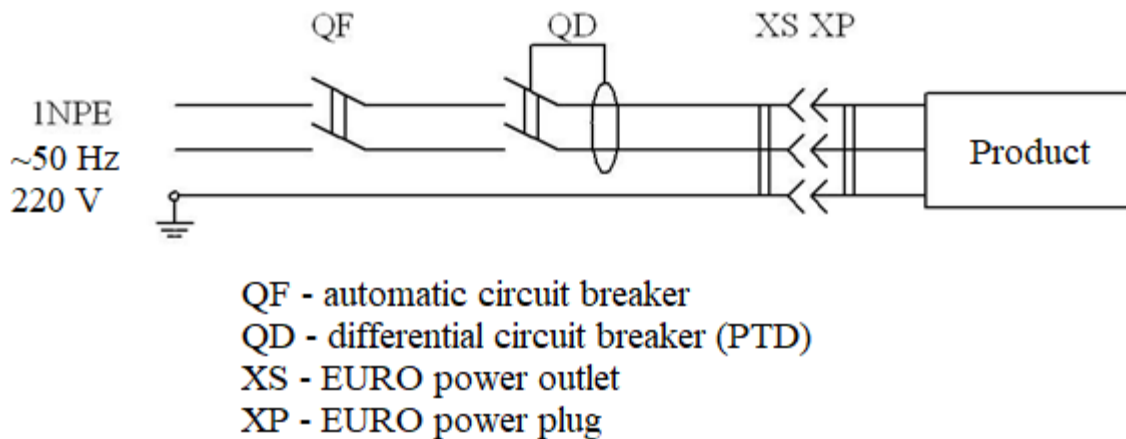 QF QD XS XP
1NPE
~50 Hz
220 V
Product
QF - automatic circuit breaker
QD - differential circuit breaker (PTD)
XS - EURO power outlet
XP - EURO power plug